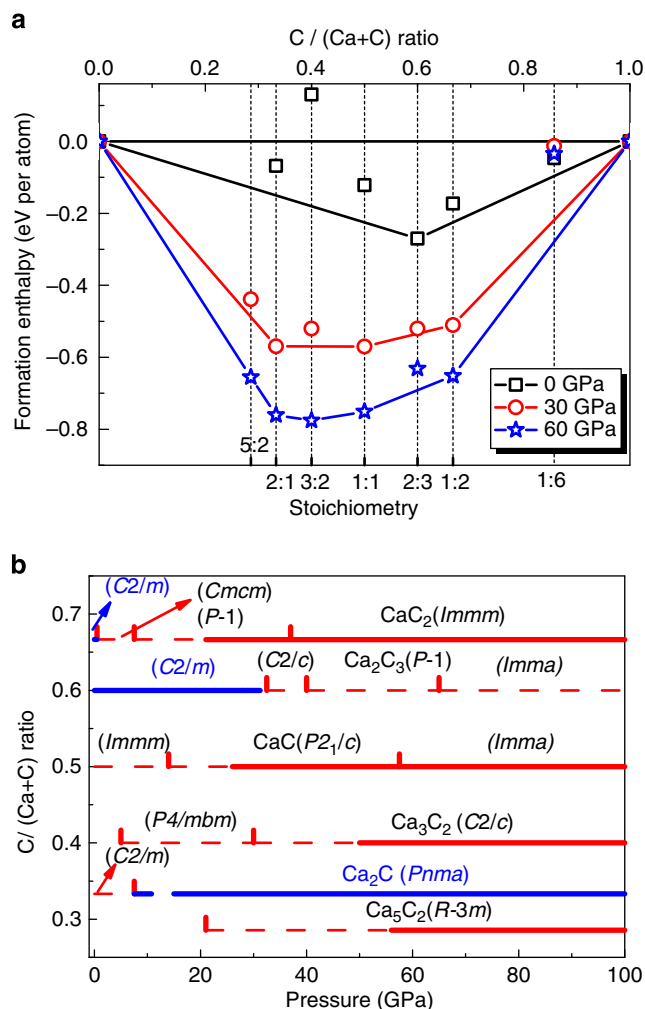 a
C / (Ca+C) ratio
0.0 0.2 0.4 0.6 0.8 1.0
Formation enthalpy (eV per atom)
0.0
−0.2
−0.4
−0.6
−0.8
0 GPa
30 GPa
60 GPa
5:2
2:1 3:2 1:1 2:3 1:2 1:6
Stoichiometry
b
(C2/m) (Cmcm)
(P-1) CaC₂(Immm)
(C2/m) (C2/c) Ca₂C₃(P-1) (Imma)
(Immm) CaC(P2₁/c) (Imma)
(P4/mbm) Ca₃C₂ (C2/c)
(C2/m) Ca₂C (Pnma)
Ca₅C₂(R-3m)
C/ (Ca+C) ratio
0.7
0.6
0.5
0.4
0.3
0 20 40 60 80 100
Pressure (GPa)